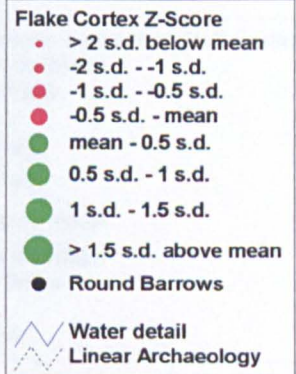 Flake Cortex Z-Score
> 2 s.d. below mean
-2 s.d. - -1 s.d.
-1 s.d. - -0.5 s.d.
-0.5 s.d. - mean
mean - 0.5 s.d.
0.5 s.d. - 1 s.d.
1 s.d. - 1.5 s.d.
> 1.5 s.d. above mean
Round Barrows
Water detail
Linear Archaeology